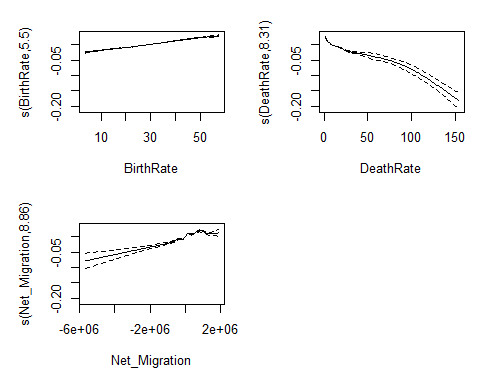 s(BirthRate,5.5)
-0.20 -0.05
10 30 50
BirthRate
s(DeathRate,8.31)
-0.20 -0.05
0 50 100 150
DeathRate
s(Net_Migration,8.86)
-0.20 -0.05
-6e+06 -2e+06 2e+06
Net_Migration